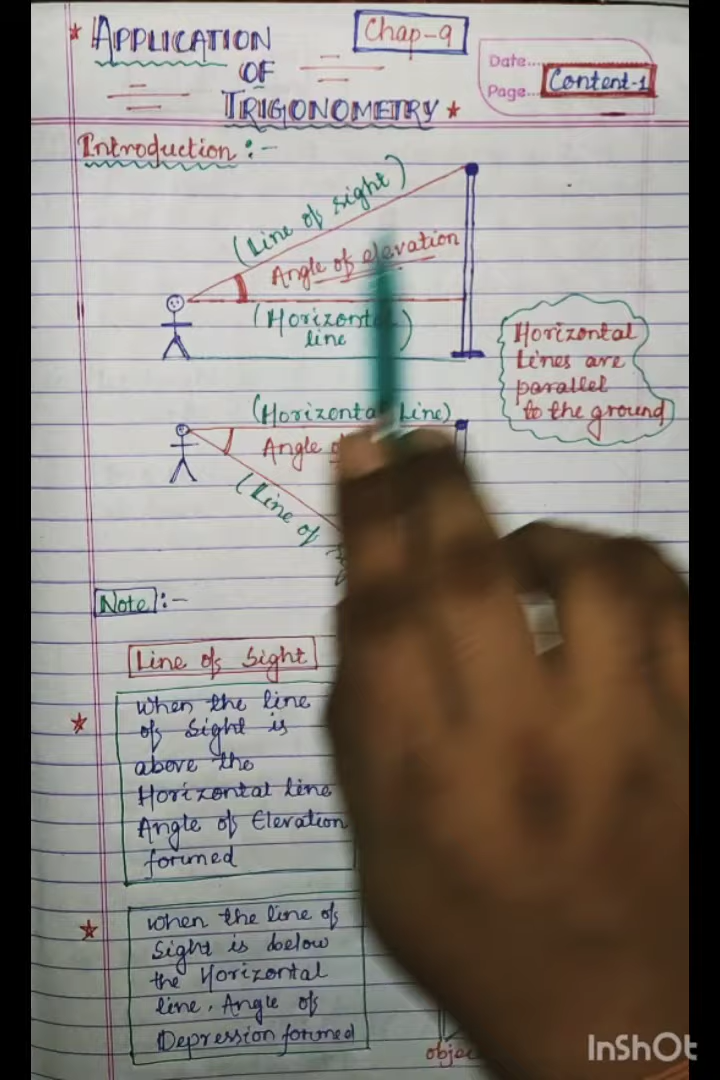 ★ APPLICATION
OF
TRIGONOMETRY ★
Chap-9
Date....
Page...
Content-1
Introduction :-
(Line of sight)
Angle of elevation
(Horizontal
line )
Horizontal
Lines are
parallel
to the ground
(Horizontal Line)
Angle
(Line of
Note :-
Line of Sight
When the line
of Sight is
above the
Horizontal line
Angle of Elevation
formed
When the line of
Sight is below
the Horizontal
line, Angle of
Depression formed
InShOt